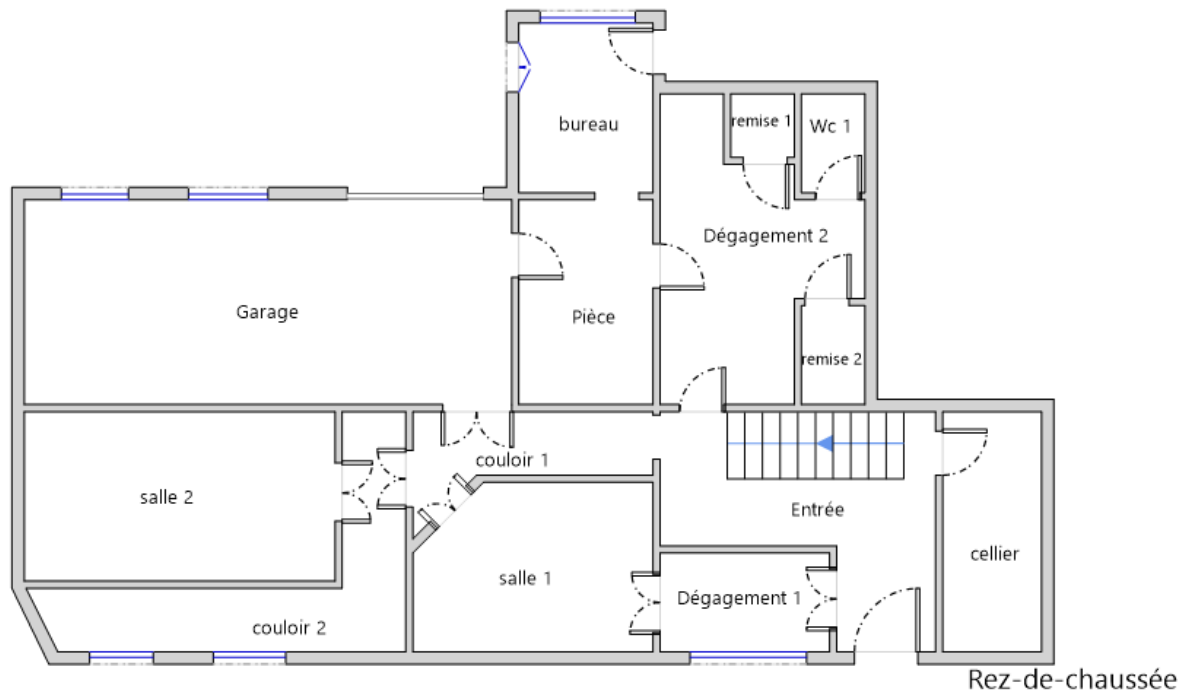 remise 1
Wc 1
bureau
Dégagement 2
Garage
Pièce
remise 2
couloir 1
salle 2
Entrée
cellier
salle 1
Dégagement 1
couloir 2
Rez-de-chaussée